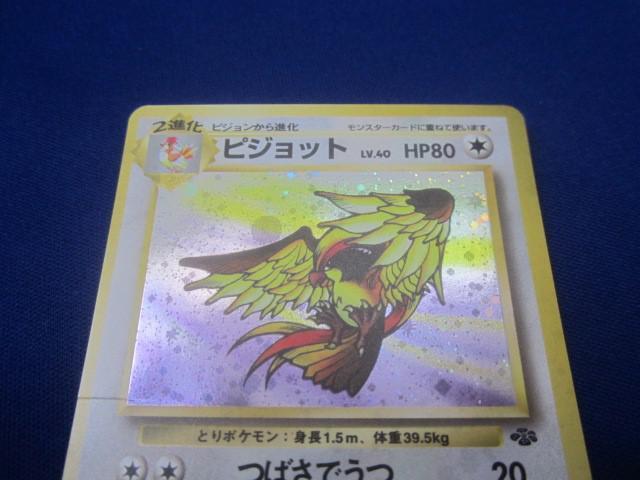 2進化 ピジョンから進化 モンスターカードに重ねて使います。
ピジョット LV.40 HP80
とりポケモン:身長1.5m、体重39.5kg
つばさでうつ 20